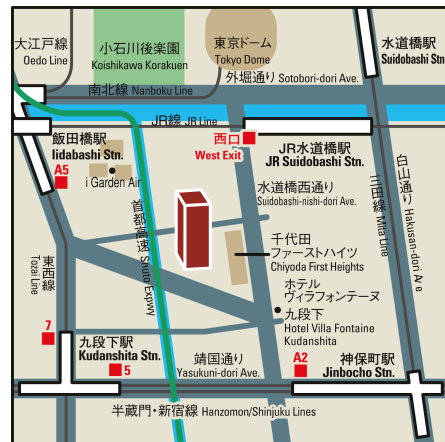 大江戸線
Oedo Line
小石川後楽園
Koishikawa Korakuen
東京ドーム
Tokyo Dome
水道橋駅
Suidobashi Stn.
外堀通り Sotobori-dori Ave.
南北線 Nanboku Line
JR線 JR Line
西口
West Exit
飯田橋駅
Iidabashi Stn.
A5
i Garden Air
JR水道橋駅
JR Suidobashi Stn.
水道橋西通り
Suidobashi-nishi-dori Ave.
白山通り Hakusan-dori Ave
三田線 Mita Line
首都高速 Shuto Expwy
千代田
ファーストハイツ
Chiyoda First Heights
東西線
Tozai Line
ホテル
ヴィラフォンテーヌ
九段下
Hotel Villa Fontaine
Kudanshita
7
九段下駅
Kudanshita Stn.
5
靖国通り
Yasukuni-dori Ave.
A2
神保町駅
Jinbocho Stn.
半蔵門・新宿線 Hanzomon/Shinjuku Lines